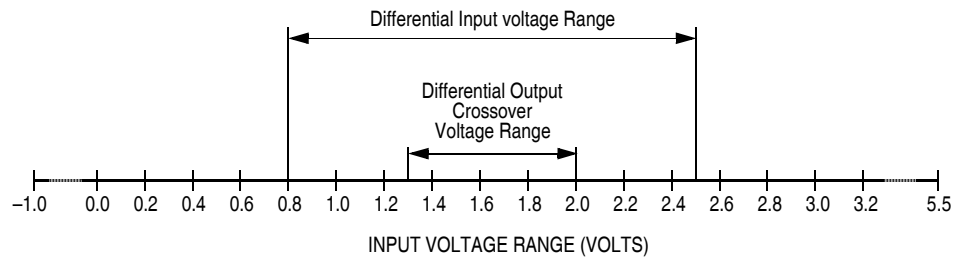 Differential Input voltage Range
Differential Output
Crossover
Voltage Range
–1.0 0.0 0.2 0.4 0.6 0.8 1.0 1.2 1.4 1.6 1.8 2.0 2.2 2.4 2.6 2.8 3.0 3.2 5.5
INPUT VOLTAGE RANGE (VOLTS)